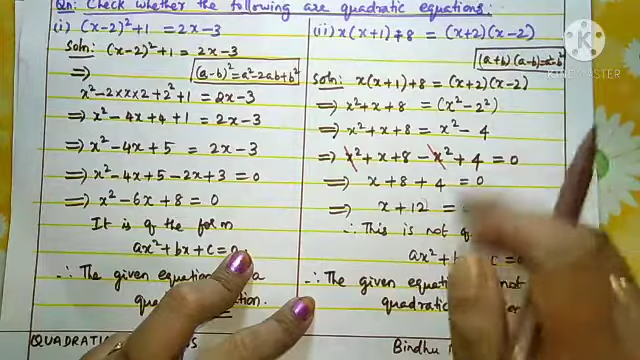 Qn: Check whether the following are quadratic equations:
(i) (x-2)²+1 = 2x-3
Soln: (x-2)²+1 = 2x-3
(a-b)² = a²-2ab+b²
⇒
x²-2×x×2+2²+1 = 2x-3
⇒ x²-4x+4+1 = 2x-3
⇒ x²-4x+5 = 2x-3
⇒ x²-4x+5-2x+3 = 0
⇒ x²-6x+8 = 0
It is of the form
ax²+bx+c=0.
∴ The given equation a
(ii) x(x+1)+8 = (x+2)(x-2)
(a+b)(a-b)=a²-b²
Soln: x(x+1)+8 = (x+2)(x-2)
⇒ x²+x+8 = (x²-2²)
⇒ x²+x+8 = x²-4
⇒ x²+x+8-x²+4 = 0
⇒ x+8+4 = 0
⇒ x+12 =
∴ This is not
ax²+ c=
∴ The given equation not
quadratic
Bindhu
KINEMASTER